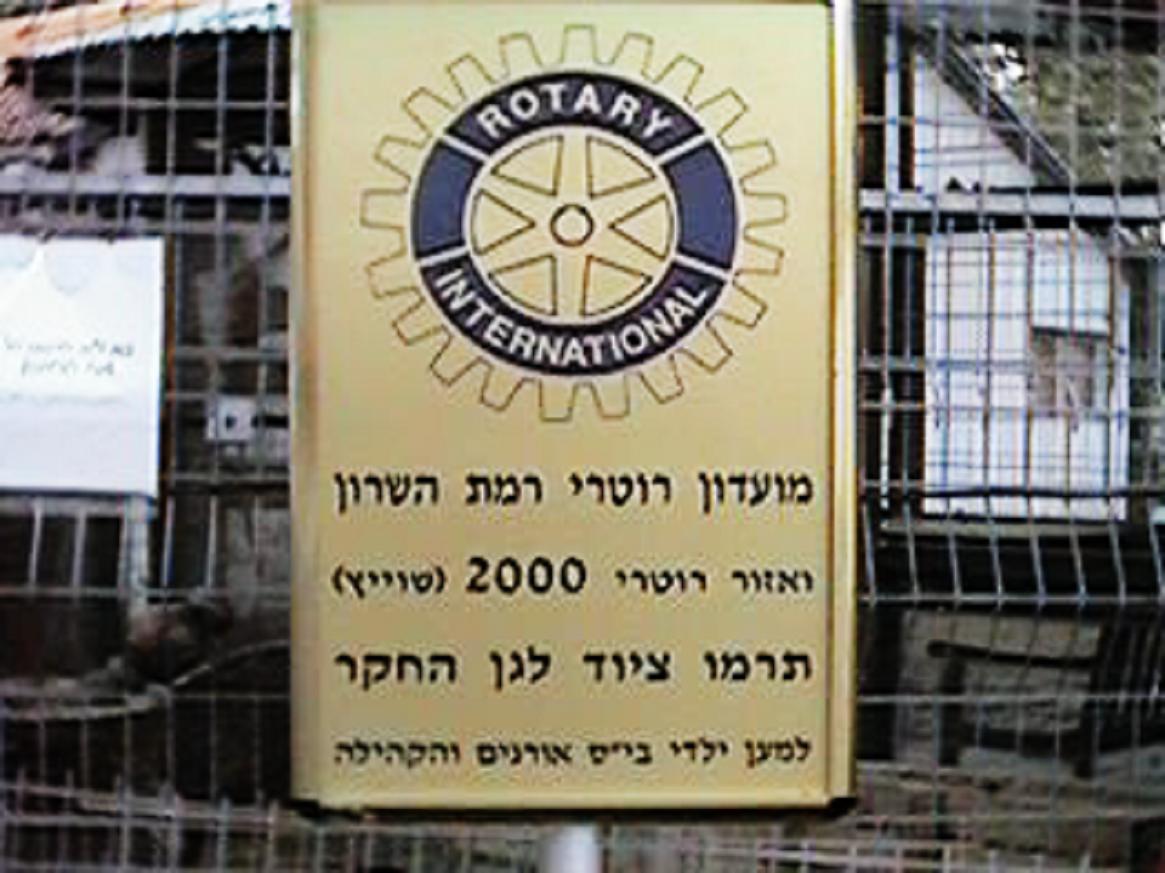 ROTARY
INTERNATIONAL
מועדון רוטרי רמת השרון
ואזור רוטרי 2000 (שוייץ)
תרמו ציוד לגן החקר
למען ילדי בי״ס אורנים והקהילה